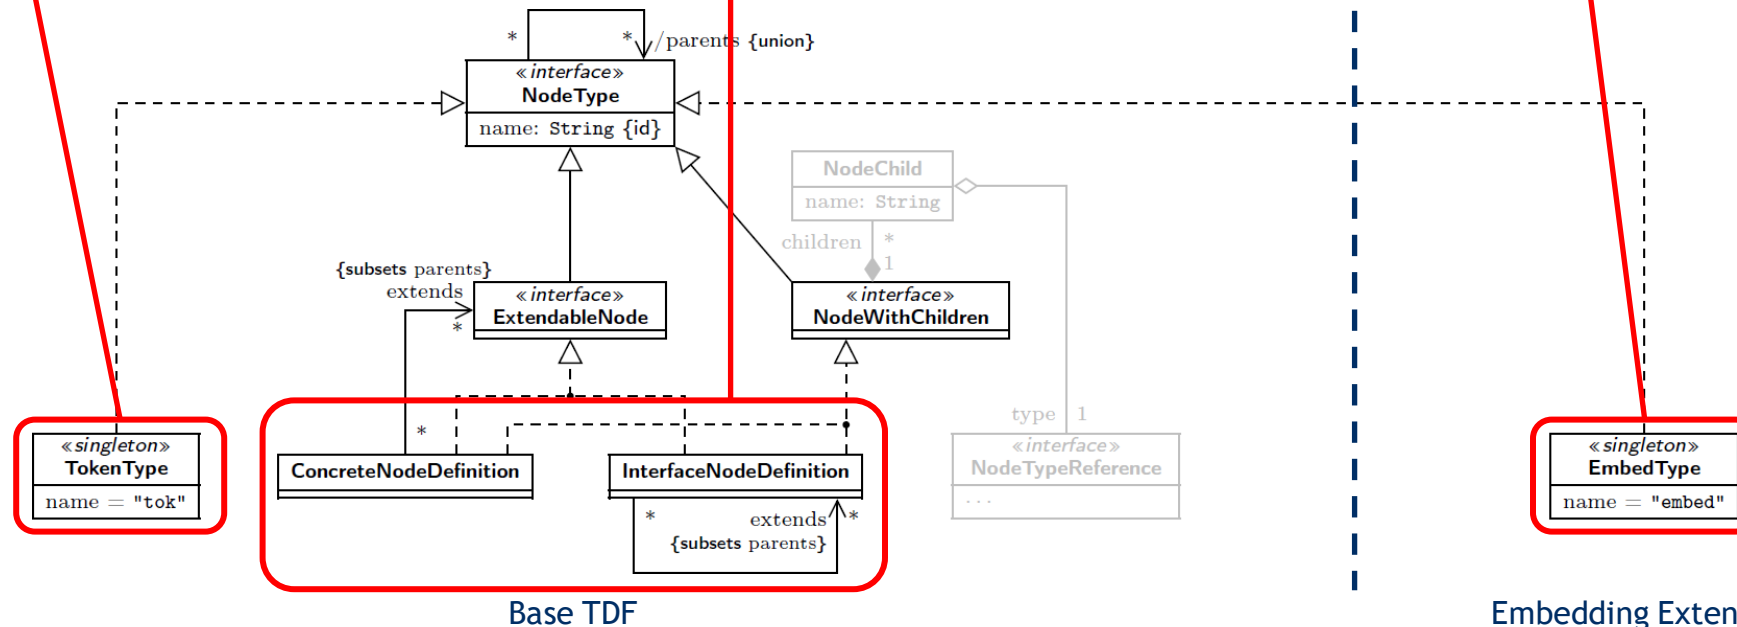 * * /parents {union}
«interface»
NodeType
name: String {id}
NodeChild
name: String
children *
1
{subsets parents}
extends
*
«interface»
ExtendableNode
«interface»
NodeWithChildren
type 1
*
«singleton»
TokenType
name = "tok"
ConcreteNodeDefinition
InterfaceNodeDefinition
* extends *
{subsets parents}
«interface»
NodeTypeReference
...
«singleton»
EmbedType
name = "embed"
Base TDF
Embedding Exten